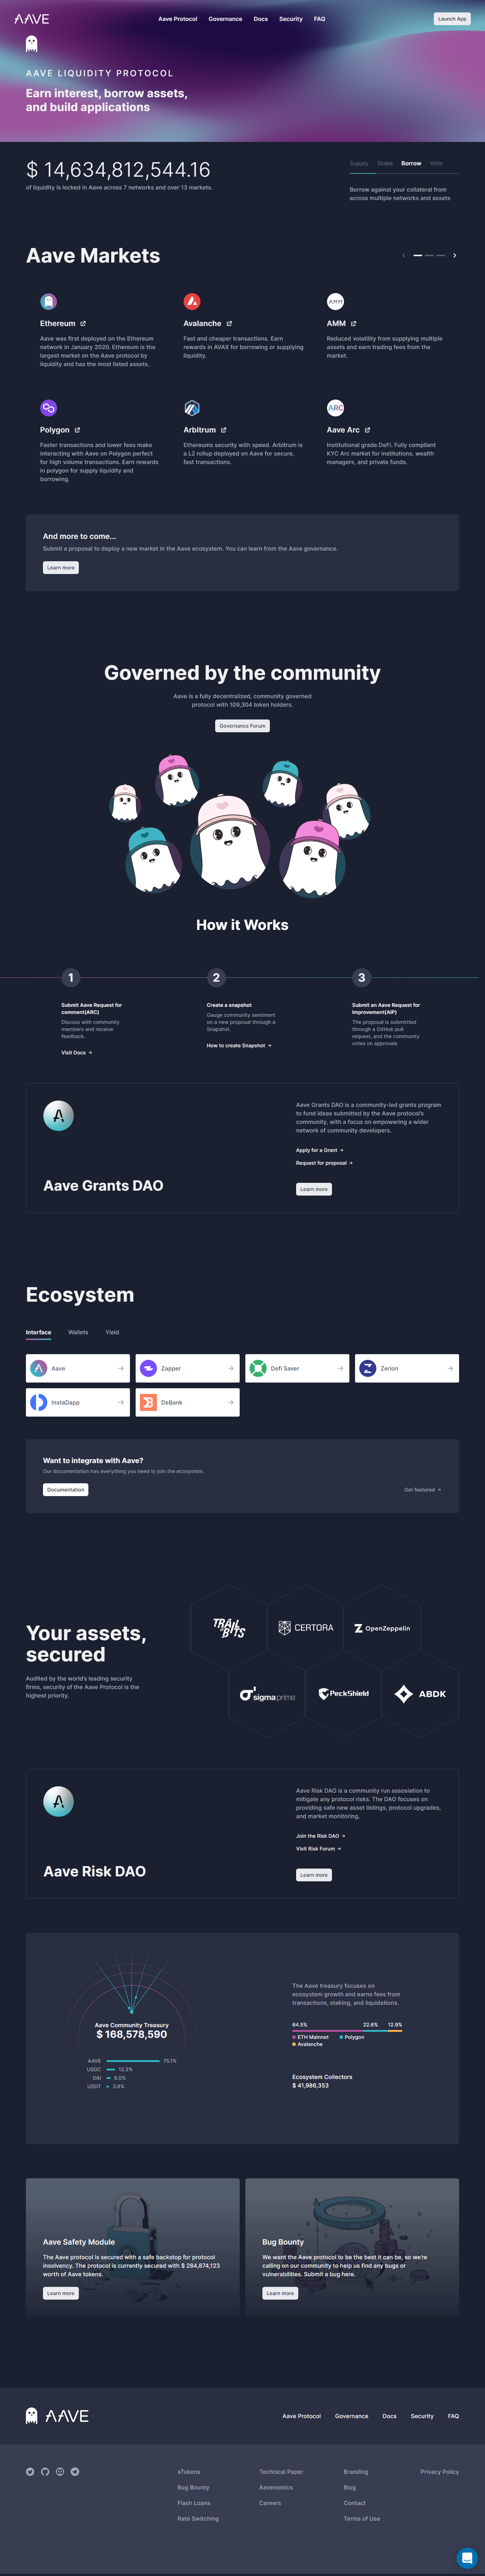 AAVE
Aave Protocol
Governance
Docs
Security
FAQ
Launch App
AAVE LIQUIDITY PROTOCOL
Earn interest, borrow assets,
and build applications
$ 14,634,812,544.16
of liquidity is locked in Aave across 7 networks and over 13 markets.
Supply
Stake
Borrow
Vote
Borrow against your collateral from
across multiple networks and assets
Aave Markets
Ethereum
Aave was first deployed on the Ethereum
network in January 2020. Ethereum is the
largest market on the Aave protocol by
liquidity and has the most listed assets.
Avalanche
Fast and cheaper transactions. Earn
rewards in AVAX for borrowing or supplying
liquidity.
AMM
AMM
Reduced volatility from supplying multiple
assets and earn trading fees from the
market.
Polygon
Faster transactions and lower fees make
interacting with Aave on Polygon perfect
for high volume transactions. Earn rewards
in polygon for supply liquidity and
borrowing.
Arbitrum
Ethereums security with speed. Arbitrum is
a L2 rollup deployed on Aave for secure,
fast transactions.
ARC
Aave Arc
Institutional grade DeFi. Fully compliant
KYC Arc market for institutions, wealth
managers, and private funds.
And more to come...
Submit a proposal to deploy a new market in the Aave ecosystem. You can learn from the Aave governance.
Learn more
Governed by the community
Aave is a fully decentralized, community governed
protocol with 109,304 token holders.
Governance Forum
How it Works
1
Submit Aave Request for
comment(ARC)
Discuss with community
members and receive
feedback.
Visit Docs →
2
Create a snapshot
Gauge community sentiment
on a new proposal through a
Snapshot.
How to create Snapshot →
3
Submit an Aave Request for
Improvement(AIP)
The proposal is submittted
through a GitHub pull
request, and the community
votes on approvals
Aave Grants DAO
Aave Grants DAO is a community-led grants program
to fund ideas submitted by the Aave protocol's
community, with a focus on empowering a wider
network of community developers.
Apply for a Grant →
Request for proposal →
Learn more
Ecosystem
Interface
Wallets
Yield
Aave →
Zapper →
Defi Saver →
Zerion →
InstaDapp →
DeBank →
Want to integrate with Aave?
Our documentation has everything you need to join the ecosystem.
Documentation
Get featured →
Your assets,
secured
Audited by the world's leading security
firms, security of the Aave Protocol is the
highest priority.
TRAIL
BITS
CERTORA
OpenZeppelin
sigma prime
PeckShield
ABDK
Aave Risk DAO
Aave Risk DAO is a community run assosiation to
mitigate any protocol risks. The DAO focuses on
providing safe new asset listings, protocol upgrades,
and market monitoring.
Join the Risk DAO →
Visit Risk Forum →
Learn more
Aave Community Treasury
$ 168,578,590
AAVE 75.1%
USDC 12.2%
DAI 6.0%
USDT 3.8%
The Aave treasury focuses on
ecosystem growth and earns fees from
transactions, staking, and liquidations.
64.5% 22.6% 12.9%
ETH Mainnet
Polygon
Avalanche
Ecosystem Collectors
$ 41,986,353
Aave Safety Module
The Aave protocol is secured with a safe backstop for protocol
insolvency. The protocol is currently secured with $ 284,874,123
worth of Aave tokens.
Learn more
Bug Bounty
We want the Aave protocol to be the best it can be, so we're
calling on our community to help us find any bugs or
vulnerabilities. Submit a bug here.
Learn more
AAVE
Aave Protocol
Governance
Docs
Security
FAQ
aTokens
Bug Bounty
Flash Loans
Rate Switching
Technical Paper
Aavenomics
Careers
Branding
Blog
Contact
Terms of Use
Privacy Policy